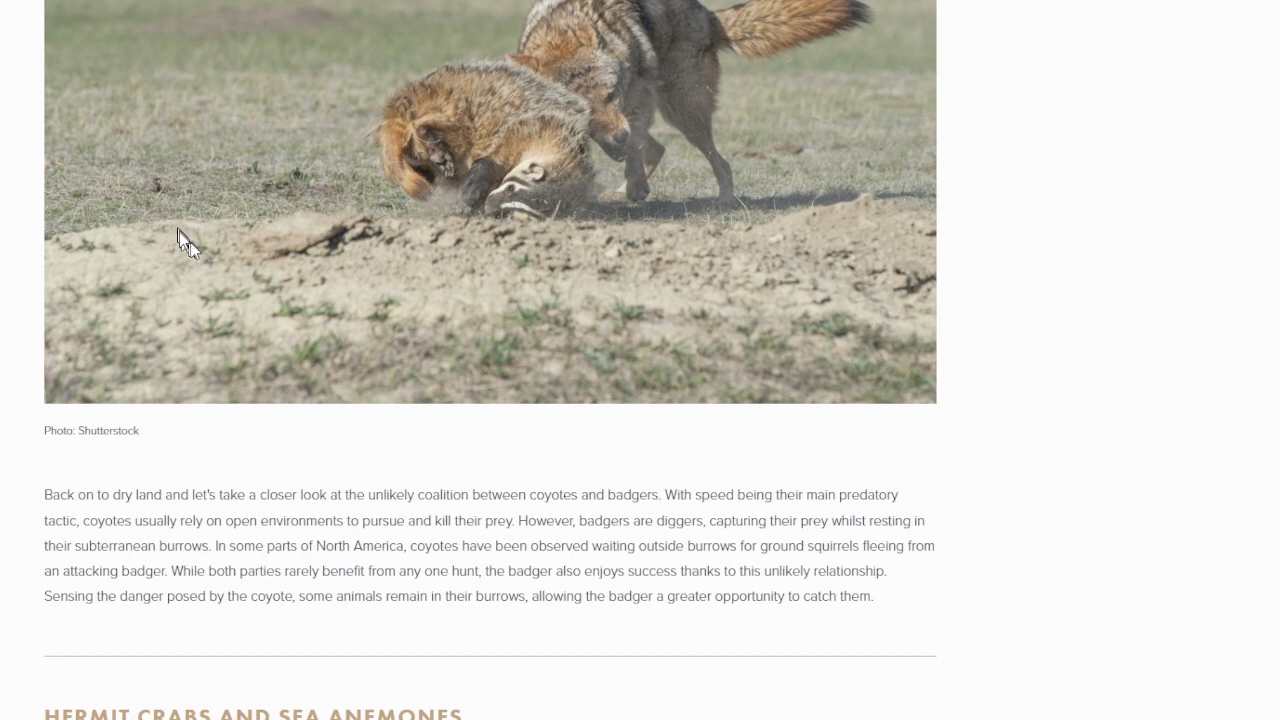 Photo: Shutterstock
Back on to dry land and let's take a closer look at the unlikely coalition between coyotes and badgers. With speed being their main predatory
tactic, coyotes usually rely on open environments to pursue and kill their prey. However, badgers are diggers, capturing their prey whilst resting in
their subterranean burrows. In some parts of North America, coyotes have been observed waiting outside burrows for ground squirrels fleeing from
an attacking badger. While both parties rarely benefit from any one hunt, the badger also enjoys success thanks to this unlikely relationship.
Sensing the danger posed by the coyote, some animals remain in their burrows, allowing the badger a greater opportunity to catch them.
HERMIT CRABS AND SEA ANEMONES